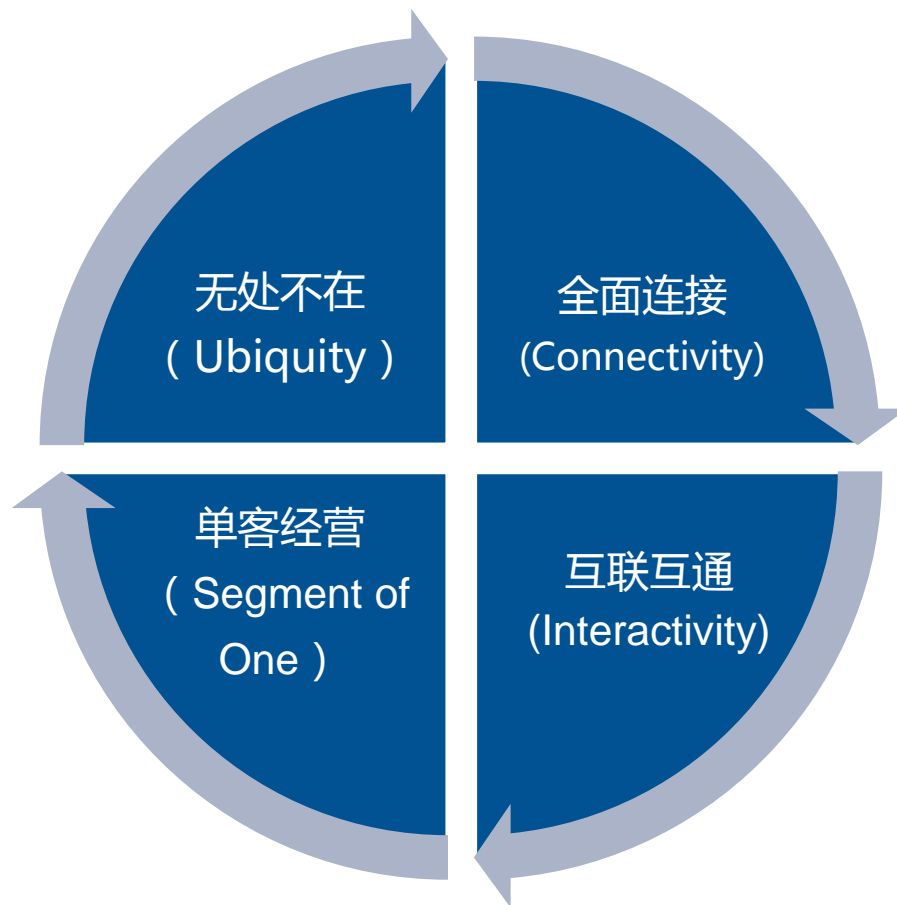 无处不在
（Ubiquity）
全面连接
(Connectivity)
单客经营
（Segment of
One）
互联互通
(Interactivity)